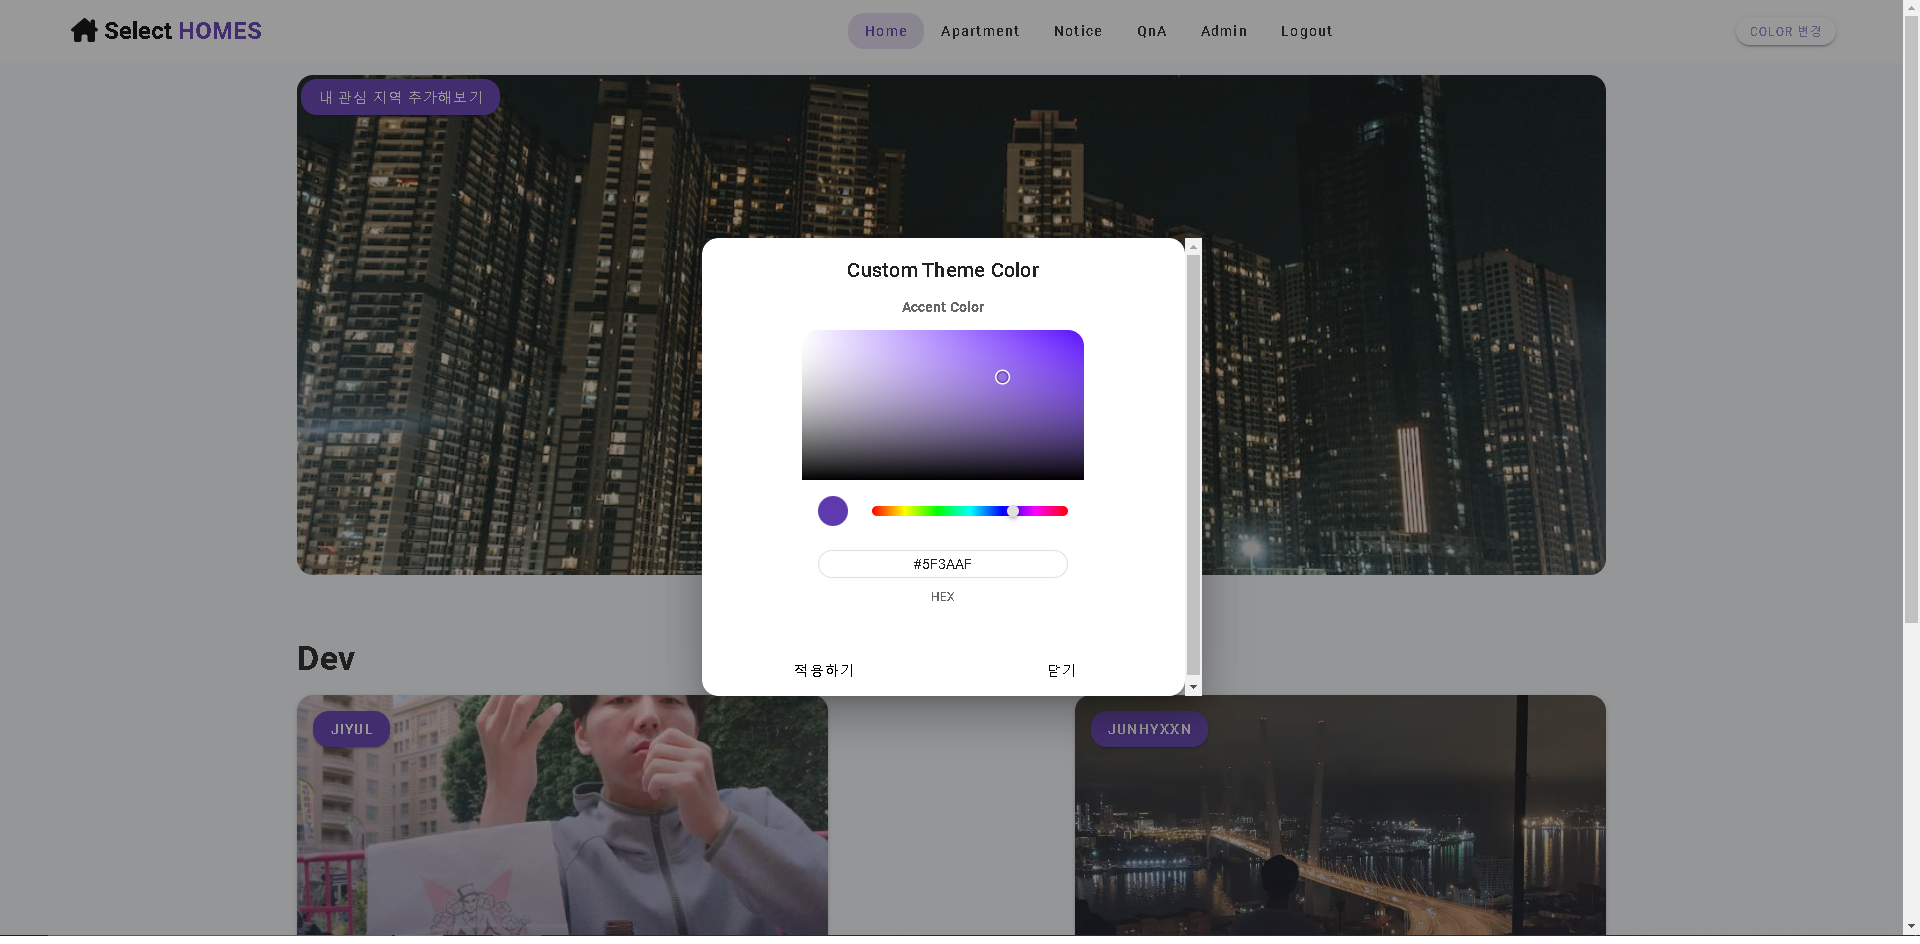 Select HOMES
Home Apartment Notice QnA Admin Logout
COLOR 변경
내 관심 지역 추가해보기
Custom Theme Color
Accent Color
#5F3AAF
HEX
적용하기 닫기
Dev
JIYUL
JUNHYXXN